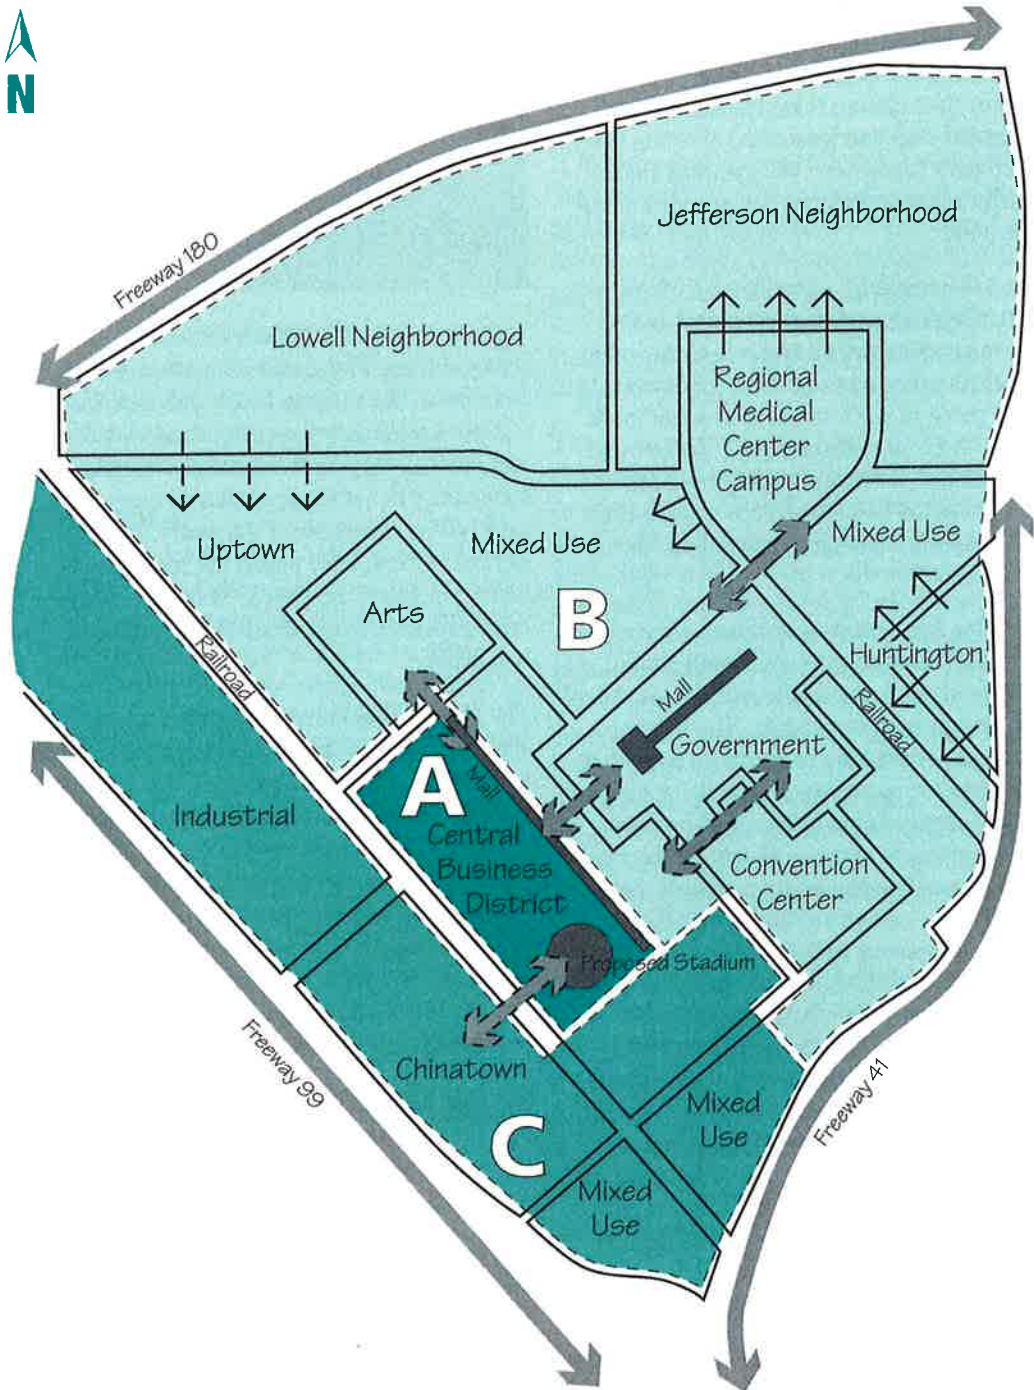 N
Freeway 180
Jefferson Neighborhood
Lowell Neighborhood
Regional
Medical
Center
Campus
Uptown
Mixed Use
Mixed Use
Arts
B
Huntington
Railroad
Mall
Railroad
Government
A
Mall
Industrial
Central
Business
District
Convention
Center
Proposed Stadium
Freeway 99
Chinatown
Freeway 41
Mixed
Use
C
Mixed
Use